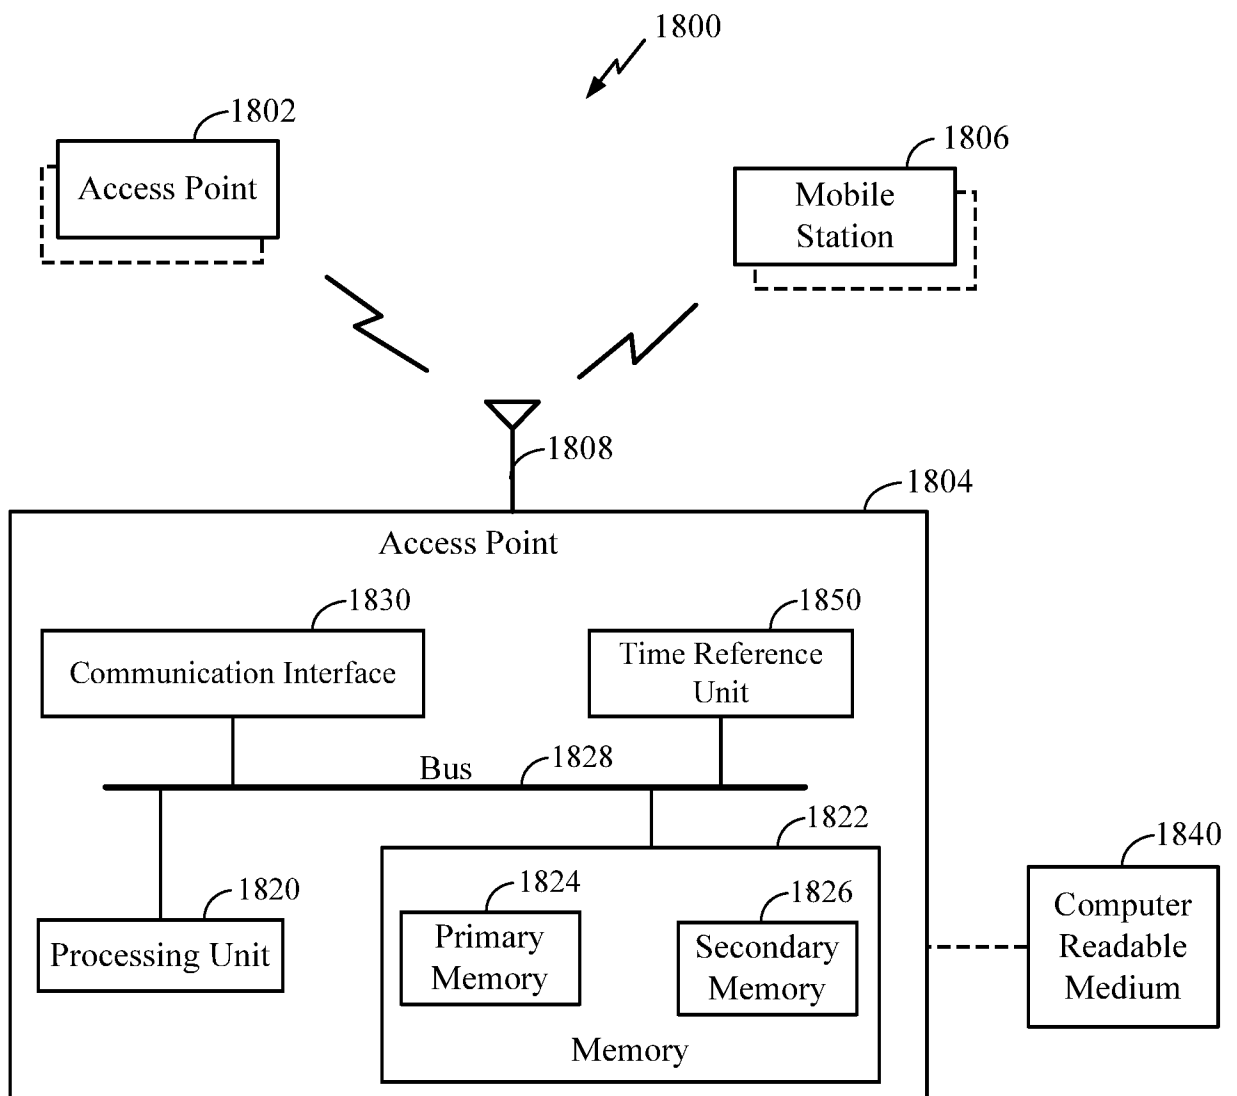 1800
1802
Access Point
1806
Mobile
Station
1808
1804
Access Point
1830
Communication Interface
1850
Time Reference
Unit
Bus
1828
1822
1820
Processing Unit
1824
Primary
Memory
1826
Secondary
Memory
Memory
1840
Computer
Readable
Medium